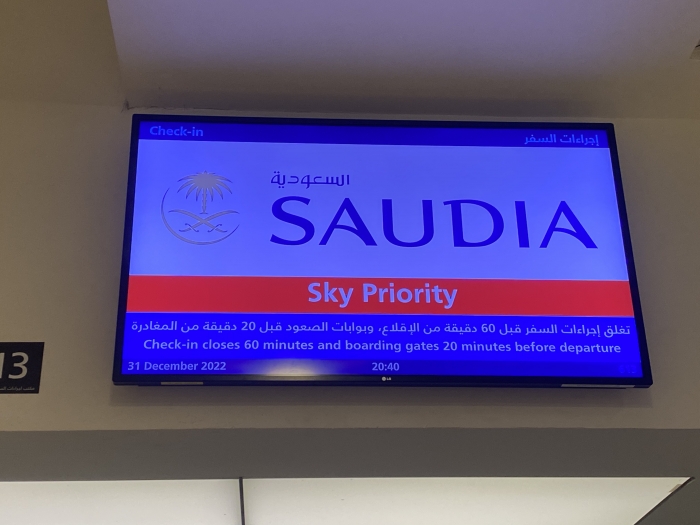 Check-in إجراءات السفر
السعودية
SAUDIA
Sky Priority
تغلق إجراءات السفر قبل 60 دقيقة من الإقلاع، وبوابات الصعود قبل 20 دقيقة من المغادرة
Check-in closes 60 minutes and boarding gates 20 minutes before departure
31 December 2022 20:40
LG
13